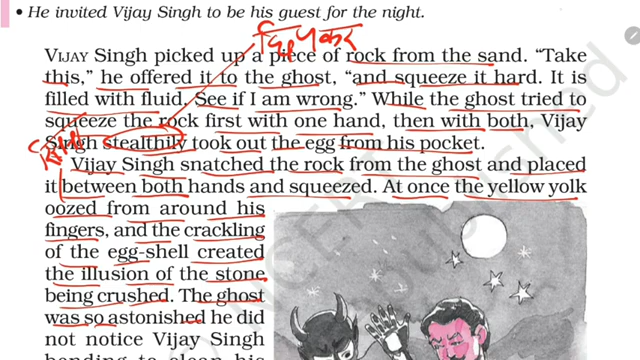 • He invited Vijay Singh to be his guest for the night.
छिपकर
VIJAY Singh picked up a piece of rock from the sand. “Take
this,” he offered it to the ghost, “and squeeze it hard. It is
filled with fluid. See if I am wrong.” While the ghost tried to
squeeze the rock first with one hand, then with both, Vijay
Singh stealthily took out the egg from his pocket.
Vijay Singh snatched the rock from the ghost and placed
it between both hands and squeezed. At once the yellow yolk
oozed from around his
fingers, and the crackling
of the egg-shell created
the illusion of the stone
being crushed. The ghost
was so astonished he did
not notice Vijay Singh
bending to clean his